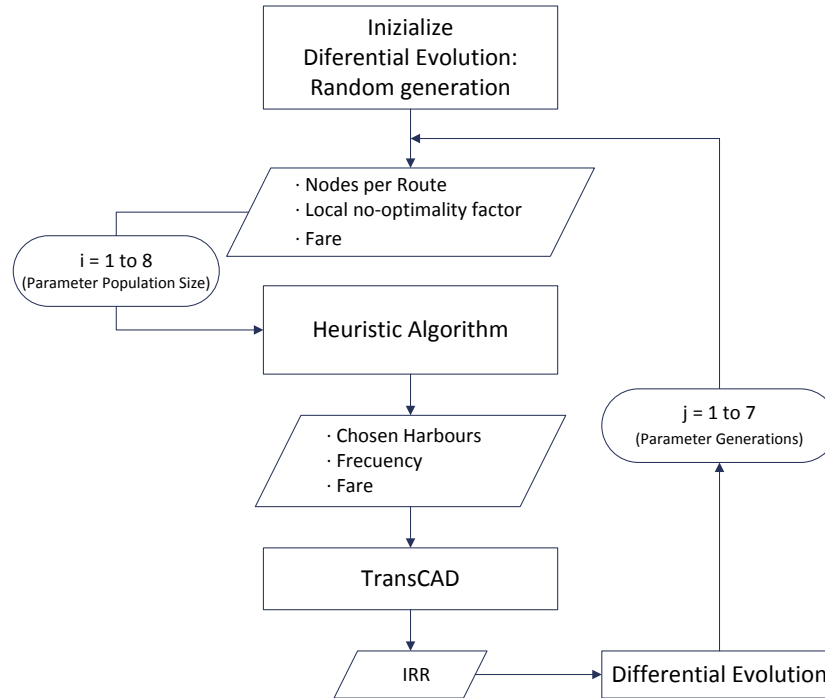 Inizialize
Diferential Evolution:
Random generation
· Nodes per Route
· Local no-optimality factor
· Fare
i = 1 to 8
(Parameter Population Size)
Heuristic Algorithm
· Chosen Harbours
· Frecuency
· Fare
j = 1 to 7
(Parameter Generations)
TransCAD
IRR
Differential Evolution